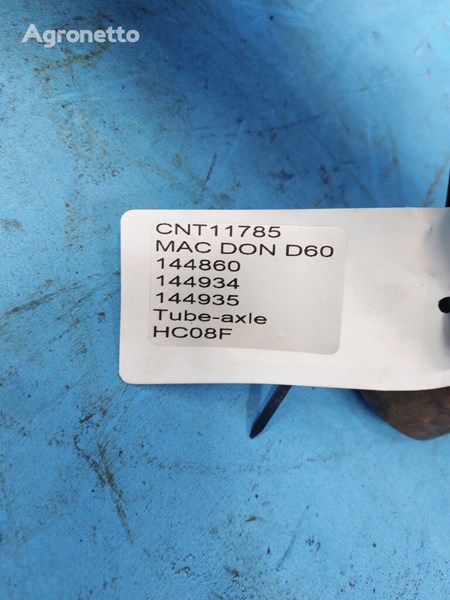 Agronetto
CNT11785
MAC DON D60
144860
144934
144935
Tube-axle
HC08F